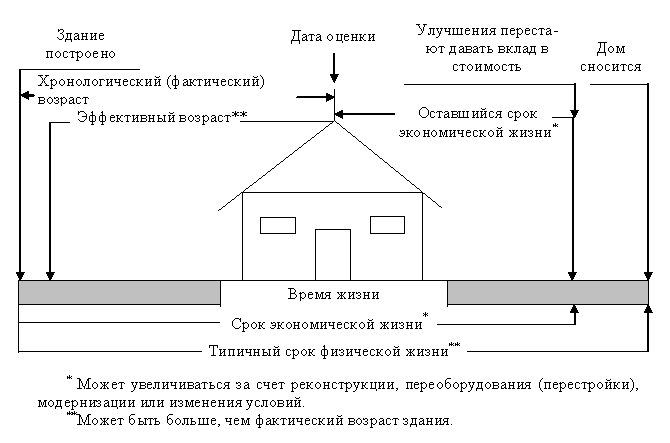 Здание
построено
Дата оценки
Улучшения переста-
ют давать вклад в
стоимость
Дом
сносится
Хронологический (фактический)
возраст
Эффективный возраст**
Оставшийся срок
экономической жизни*
Время жизни
Срок экономической жизни*
Типичный срок физической жизни**
* Может увеличиваться за счет реконструкции, переоборудования (перестройки),
модернизации или изменения условий.
**Может быть больше, чем фактический возраст здания.